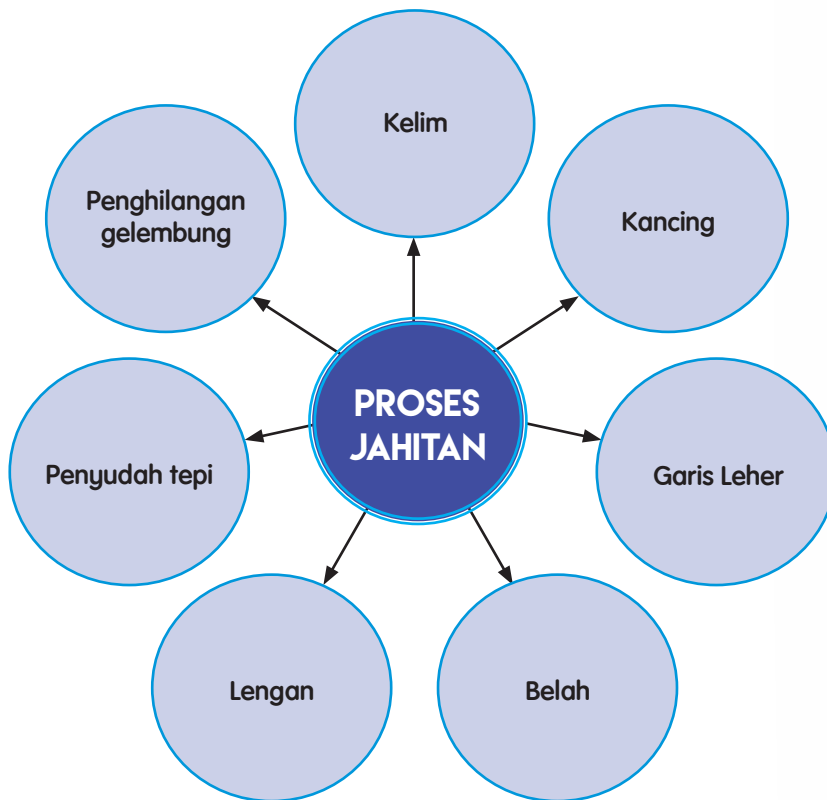 Kelim
Penghilangan
gelembung
Kancing
PROSES
JAHITAN
Penyudah tepi
Garis Leher
Lengan
Belah